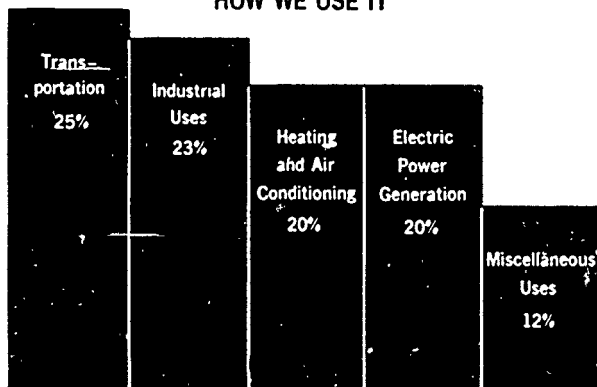 HOW WE USE IT
Trans-
portation
25%
Industrial
Uses
23%
Heating
and Air
Conditioning
20%
Electric
Power
Generation
20%
Miscellaneous
Uses
12%